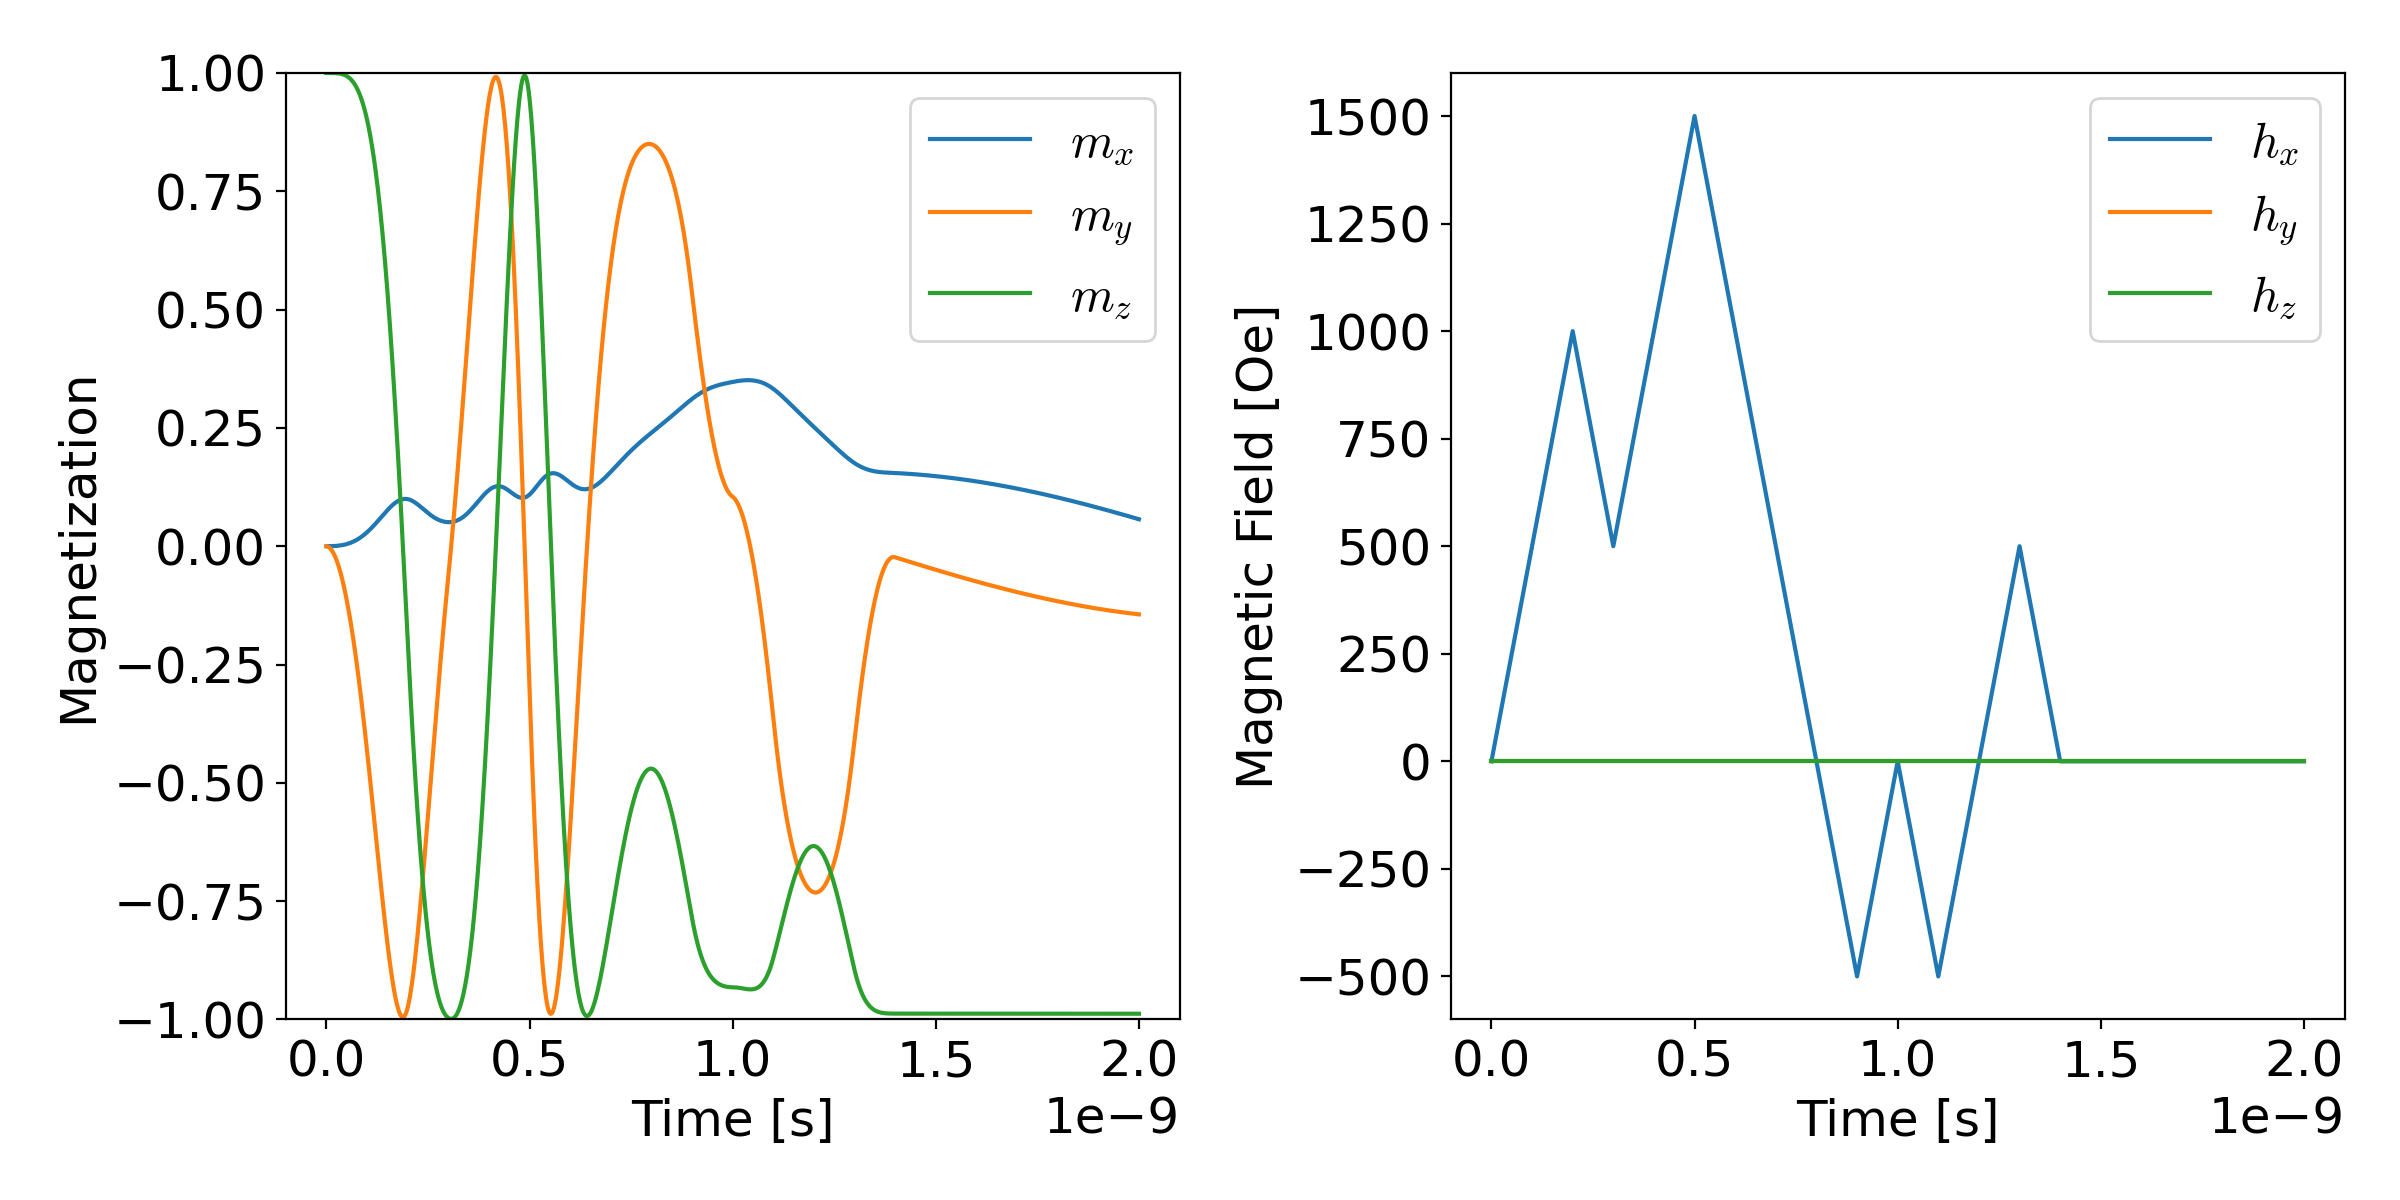 Magnetization
1.00
0.75
0.50
0.25
0.00
−0.25
−0.50
−0.75
−1.00
m_x
m_y
m_z
0.0 0.5 1.0 1.5 2.0
Time [s] 1e−9
Magnetic Field [Oe]
1500
1250
1000
750
500
250
0
−250
−500
h_x
h_y
h_z
0.0 0.5 1.0 1.5 2.0
Time [s] 1e−9